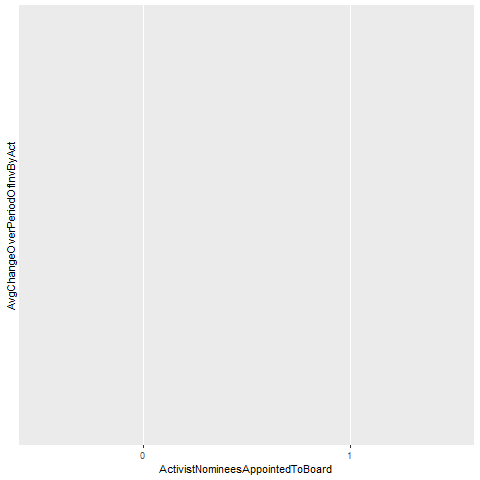 AvgChangeOverPeriodOfInvByAct
0
1
ActivistNomineesAppointedToBoard